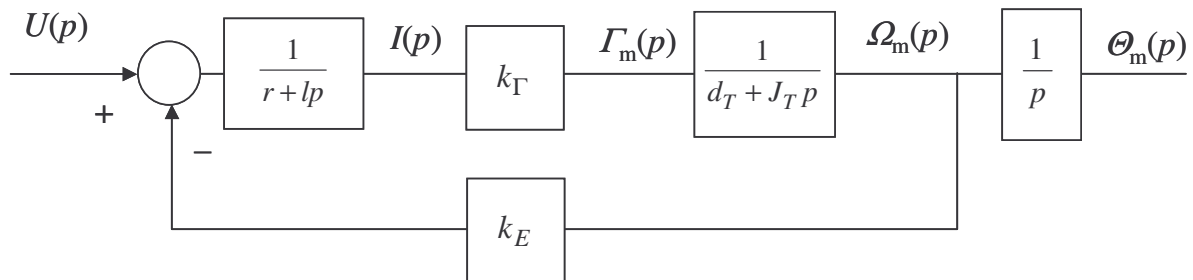 U(p)
I(p)
Γm(p)
Ωm(p)
Θm(p)
+
−
1
r + lp
kΓ
1
dT + JT p
1
p
kE